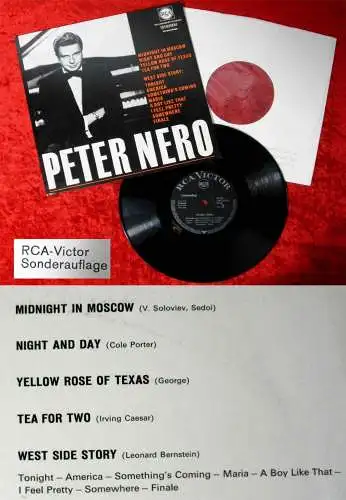 RCA
MIDNIGHT IN MOSCOW
NIGHT AND DAY
YELLOW ROSE OF TEXAS
TEA FOR TWO
WEST SIDE STORY:
TONIGHT
AMERICA
SOMETHING'S COMING
MARIA
A BOY LIKE THAT
I FEEL PRETTY
SOMEWHERE
FINALE
PETER NERO
RCA VICTOR
RCA-Victor
Sonderauflage
MIDNIGHT IN MOSCOW (V. Soloviev, Sedoi)
NIGHT AND DAY (Cole Porter)
YELLOW ROSE OF TEXAS (George)
TEA FOR TWO (Irving Caesar)
WEST SIDE STORY (Leonard Bernstein)
Tonight – America – Something's Coming – Maria – A Boy Like That –
I Feel Pretty – Somewhere – Finale